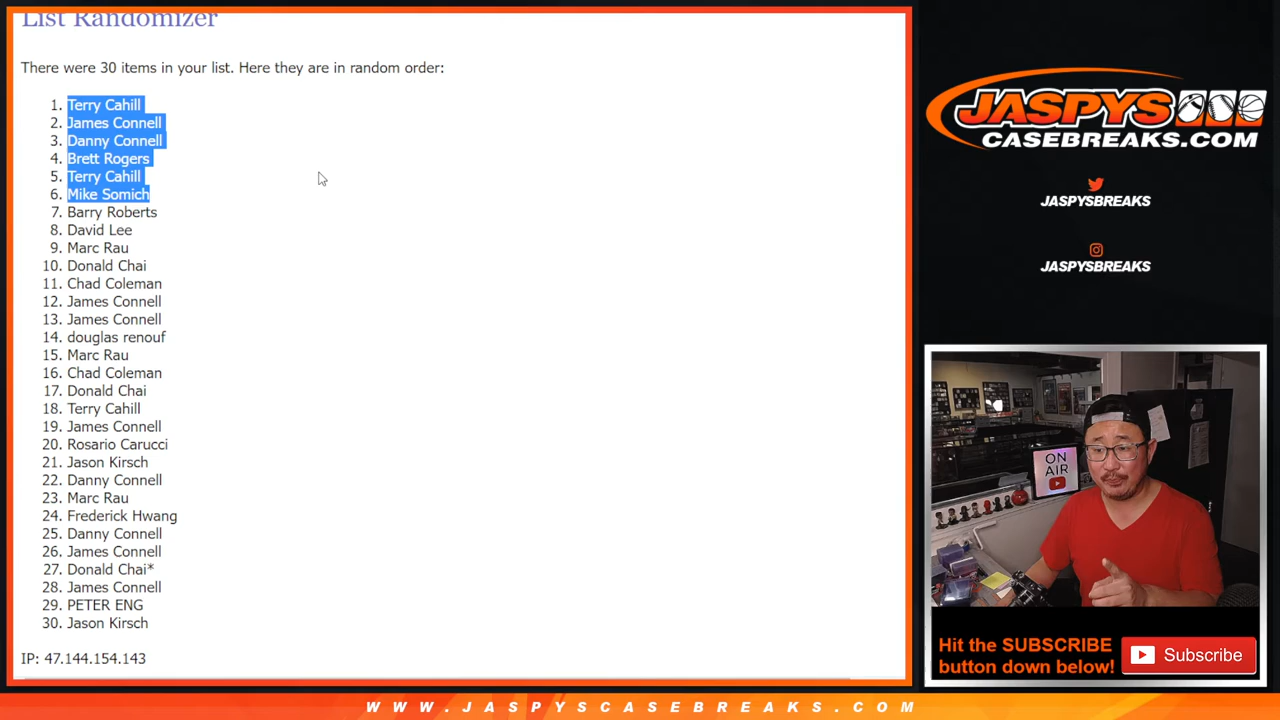 List Randomizer
There were 30 items in your list. Here they are in random order:
1. Terry Cahill
2. James Connell
3. Danny Connell
4. Brett Rogers
5. Terry Cahill
6. Mike Somich
7. Barry Roberts
8. David Lee
9. Marc Rau
10. Donald Chai
11. Chad Coleman
12. James Connell
13. James Connell
14. douglas renouf
15. Marc Rau
16. Chad Coleman
17. Donald Chai
18. Terry Cahill
19. James Connell
20. Rosario Carucci
21. Jason Kirsch
22. Danny Connell
23. Marc Rau
24. Frederick Hwang
25. Danny Connell
26. James Connell
27. Donald Chai*
28. James Connell
29. PETER ENG
30. Jason Kirsch
IP: 47.144.154.143
JASPYS
CASEBREAKS.COM
JASPYSBREAKS
JASPYSBREAKS
ON
AIR
Hit the SUBSCRIBE
button down below!
Subscribe
WWW.JASPYSCASEBREAKS.COM